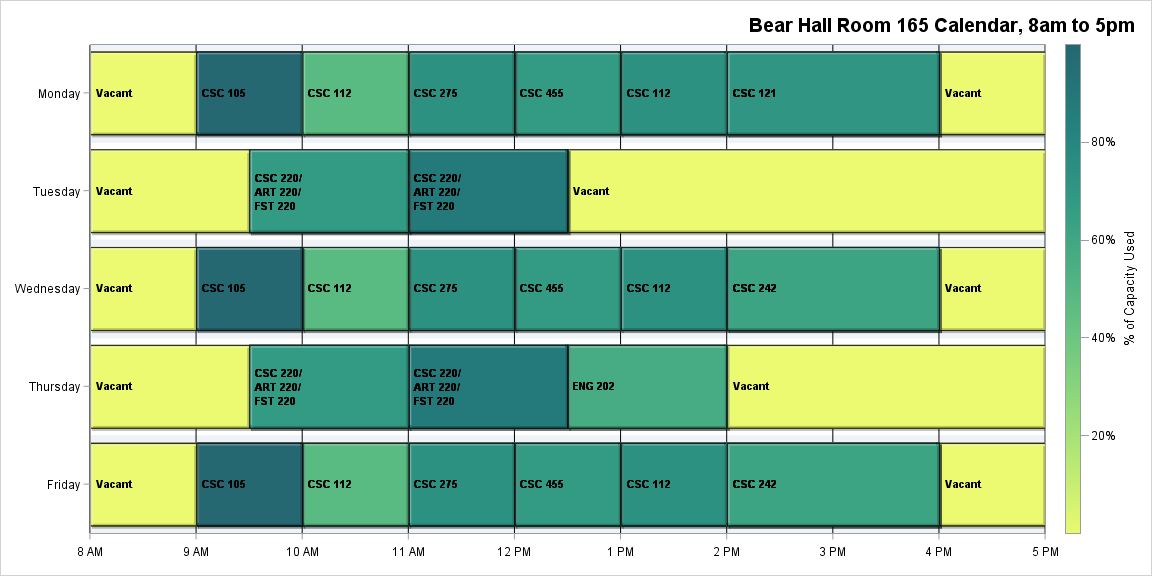 Bear Hall Room 165 Calendar, 8am to 5pm
Monday
Vacant
CSC 105
CSC 112
CSC 275
CSC 455
CSC 112
CSC 121
Vacant
Tuesday
Vacant
CSC 220/
ART 220/
FST 220
CSC 220/
ART 220/
FST 220
Vacant
Wednesday
Vacant
CSC 105
CSC 112
CSC 275
CSC 455
CSC 112
CSC 242
Vacant
Thursday
Vacant
CSC 220/
ART 220/
FST 220
CSC 220/
ART 220/
FST 220
ENG 202
Vacant
Friday
Vacant
CSC 105
CSC 112
CSC 275
CSC 455
CSC 112
CSC 242
Vacant
8 AM
9 AM
10 AM
11 AM
12 PM
1 PM
2 PM
3 PM
4 PM
5 PM
80%
60%
40%
20%
% of Capacity Used